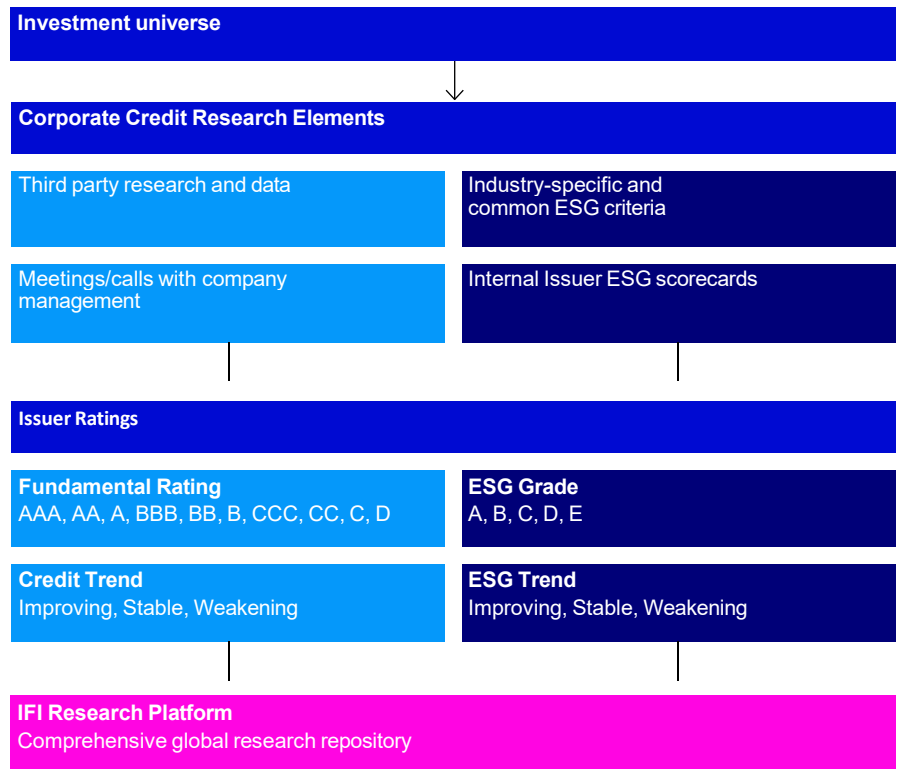 Investment universe
Corporate Credit Research Elements
Third party research and data
Industry-specific and
common ESG criteria
Meetings/calls with company
management
Internal Issuer ESG scorecards
Issuer Ratings
Fundamental Rating
AAA, AA, A, BBB, BB, B, CCC, CC, C, D
ESG Grade
A, B, C, D, E
Credit Trend
Improving, Stable, Weakening
ESG Trend
Improving, Stable, Weakening
IFI Research Platform
Comprehensive global research repository